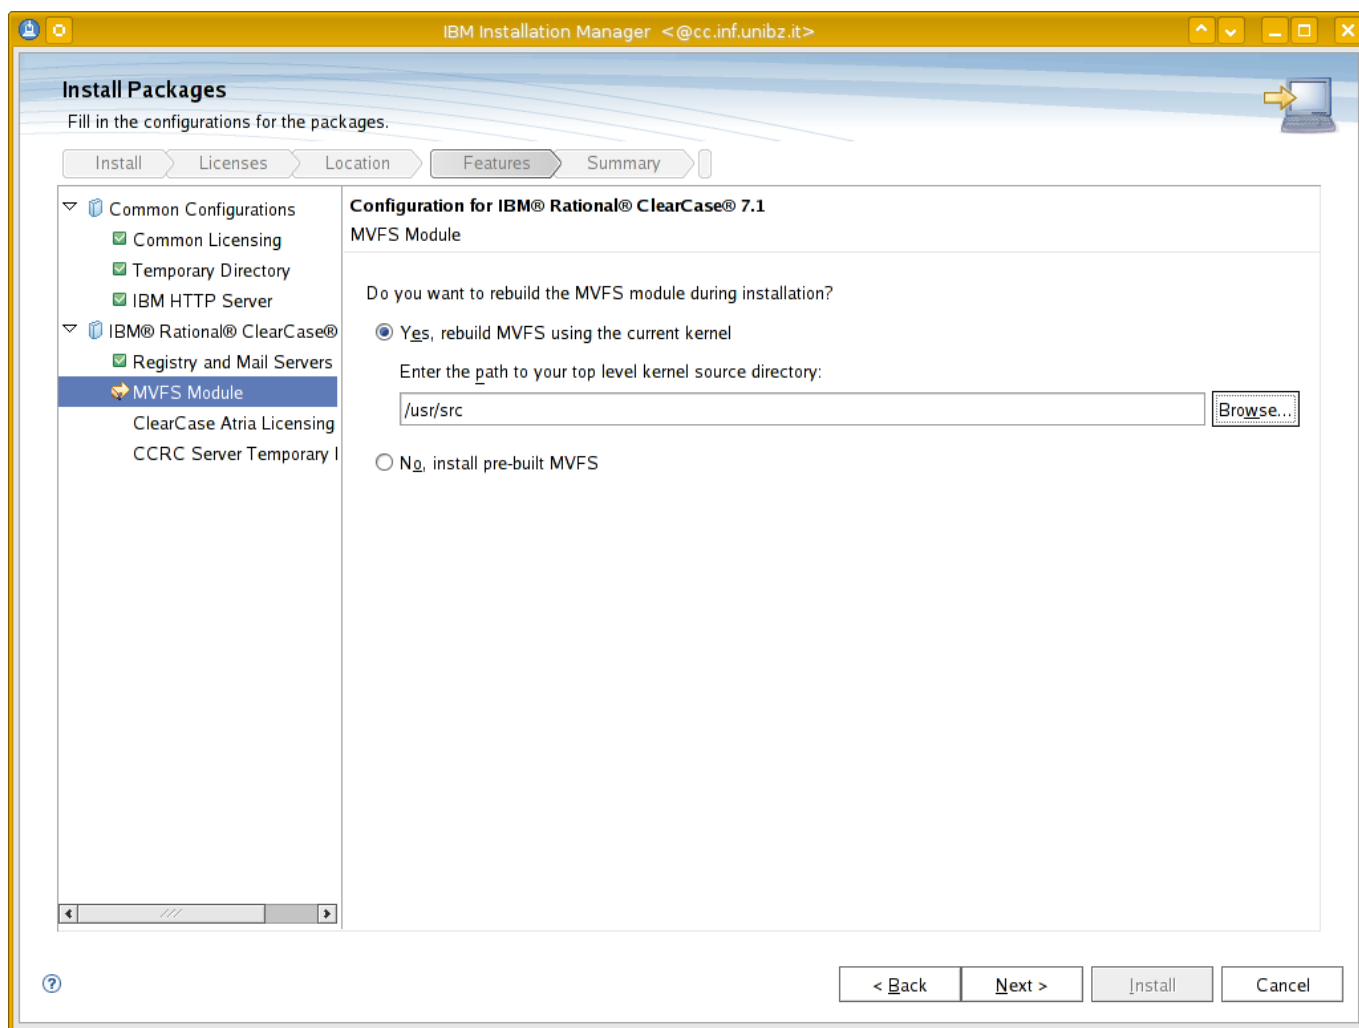 IBM Installation Manager <@cc.inf.unibz.it>
Install Packages
Fill in the configurations for the packages.
Install Licenses Location Features Summary
Common Configurations
Common Licensing
Temporary Directory
IBM HTTP Server
IBM® Rational® ClearCase®
Registry and Mail Servers
MVFS Module
ClearCase Atria Licensing
CCRC Server Temporary
Configuration for IBM® Rational® ClearCase® 7.1
MVFS Module
Do you want to rebuild the MVFS module during installation?
Yes, rebuild MVFS using the current kernel
Enter the path to your top level kernel source directory:
/usr/src
Browse...
No, install pre-built MVFS
?
< Back
Next >
Install
Cancel